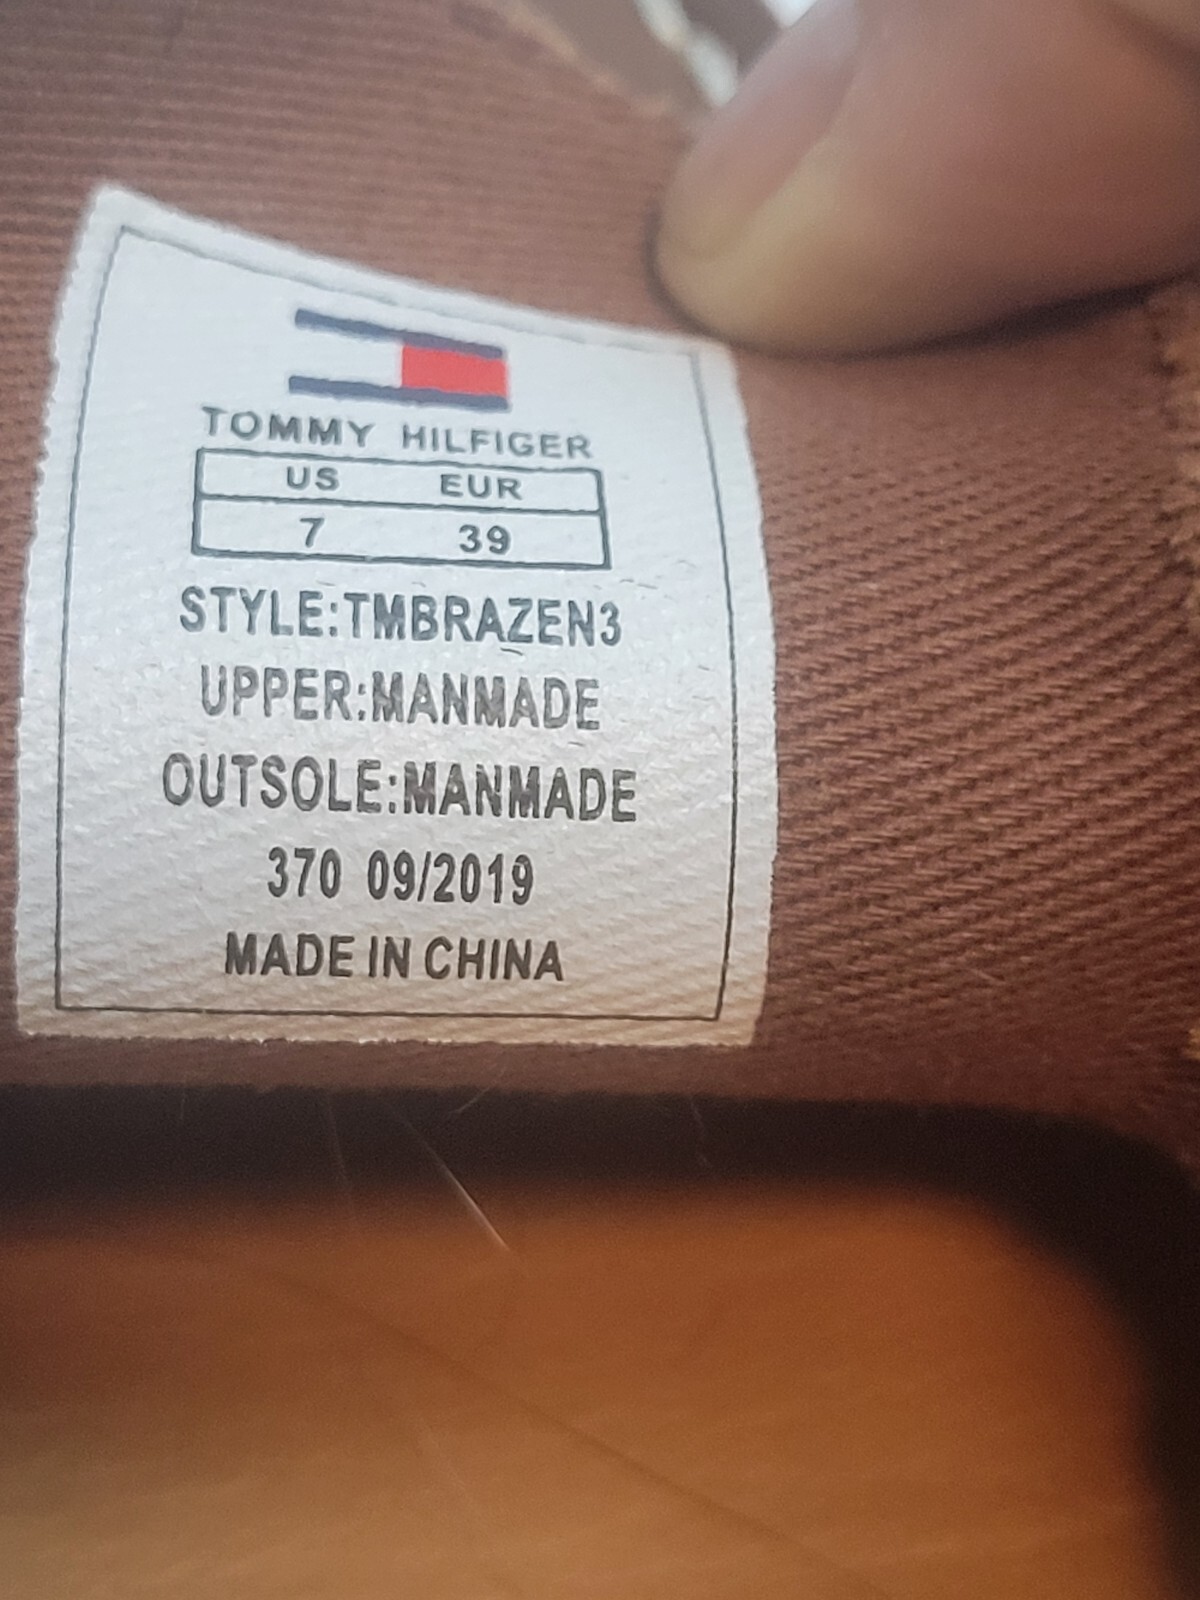 TOMMY HILFIGER
US EUR
7 39
STYLE:TMBRAZEN3
UPPER:MANMADE
OUTSOLE:MANMADE
370 09/2019
MADE IN CHINA